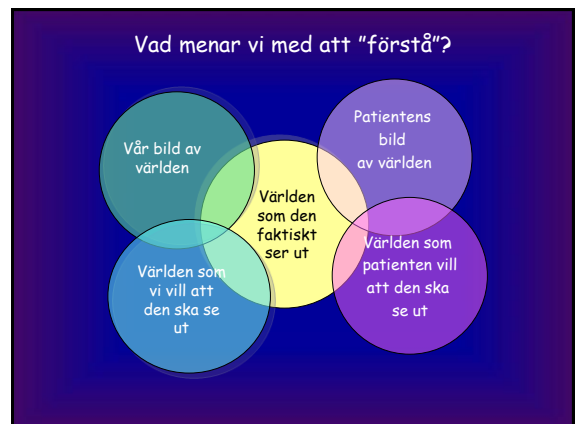 Vad menar vi med att ”förstå”?
Vår bild av
världen
Patientens
bild
av världen
Världen
som den
faktiskt
ser ut
Världen som
vi vill att
den ska se
ut
Världen som
patienten vill
att den ska
se ut